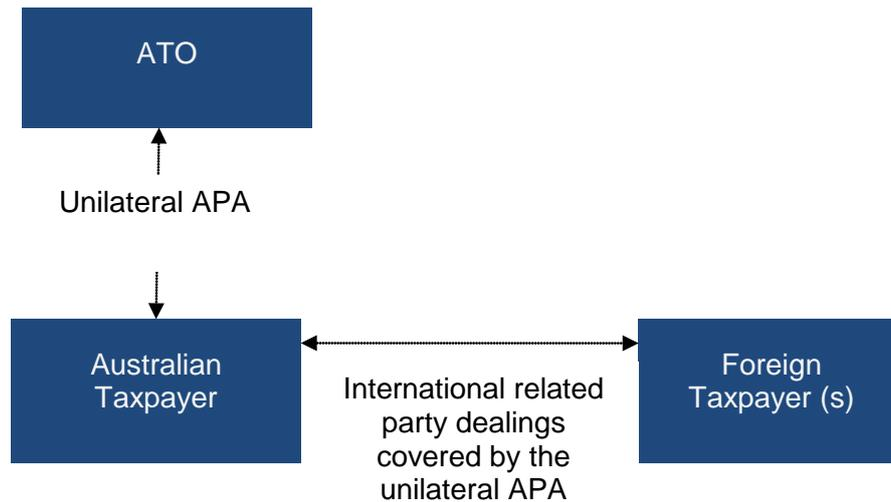 ATO
Unilateral APA
Australian
Taxpayer
International related
party dealings
covered by the
unilateral APA
Foreign
Taxpayer (s)